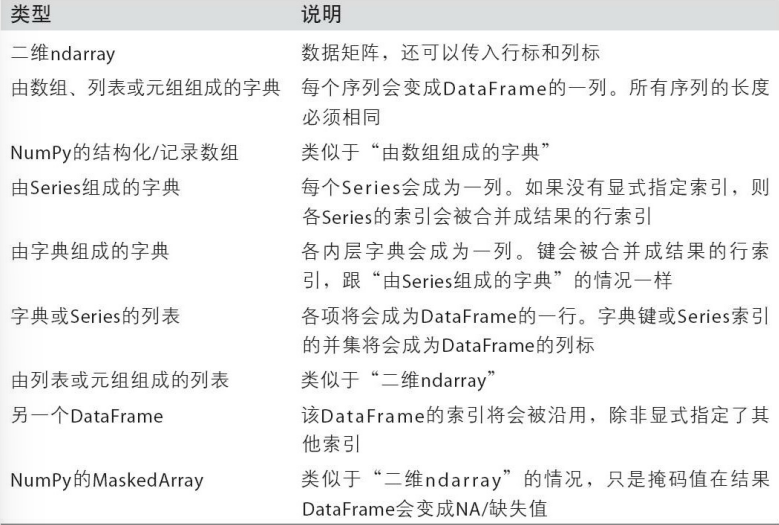 类型 说明
二维ndarray 数据矩阵，还可以传入行标和列标
由数组、列表或元组组成的字典 每个序列会变成DataFrame的一列。所有序列的长度
必须相同
NumPy的结构化/记录数组 类似于“由数组组成的字典”
由Series组成的字典 每个Series会成为一列。如果没有显式指定索引，则
各Series的索引会被合并成结果的行索引
由字典组成的字典 各内层字典会成为一列。键会被合并成结果的行索
引，跟“由Series组成的字典”的情况一样
字典或Series的列表 各项将会成为DataFrame的一行。字典键或Series索引
的并集将会成为DataFrame的列标
由列表或元组组成的列表 类似于“二维ndarray”
另一个DataFrame 该DataFrame的索引将会被沿用，除非显式指定了其
他索引
NumPy的MaskedArray 类似于“二维ndarray”的情况，只是掩码值在结果
DataFrame会变成NA/缺失值